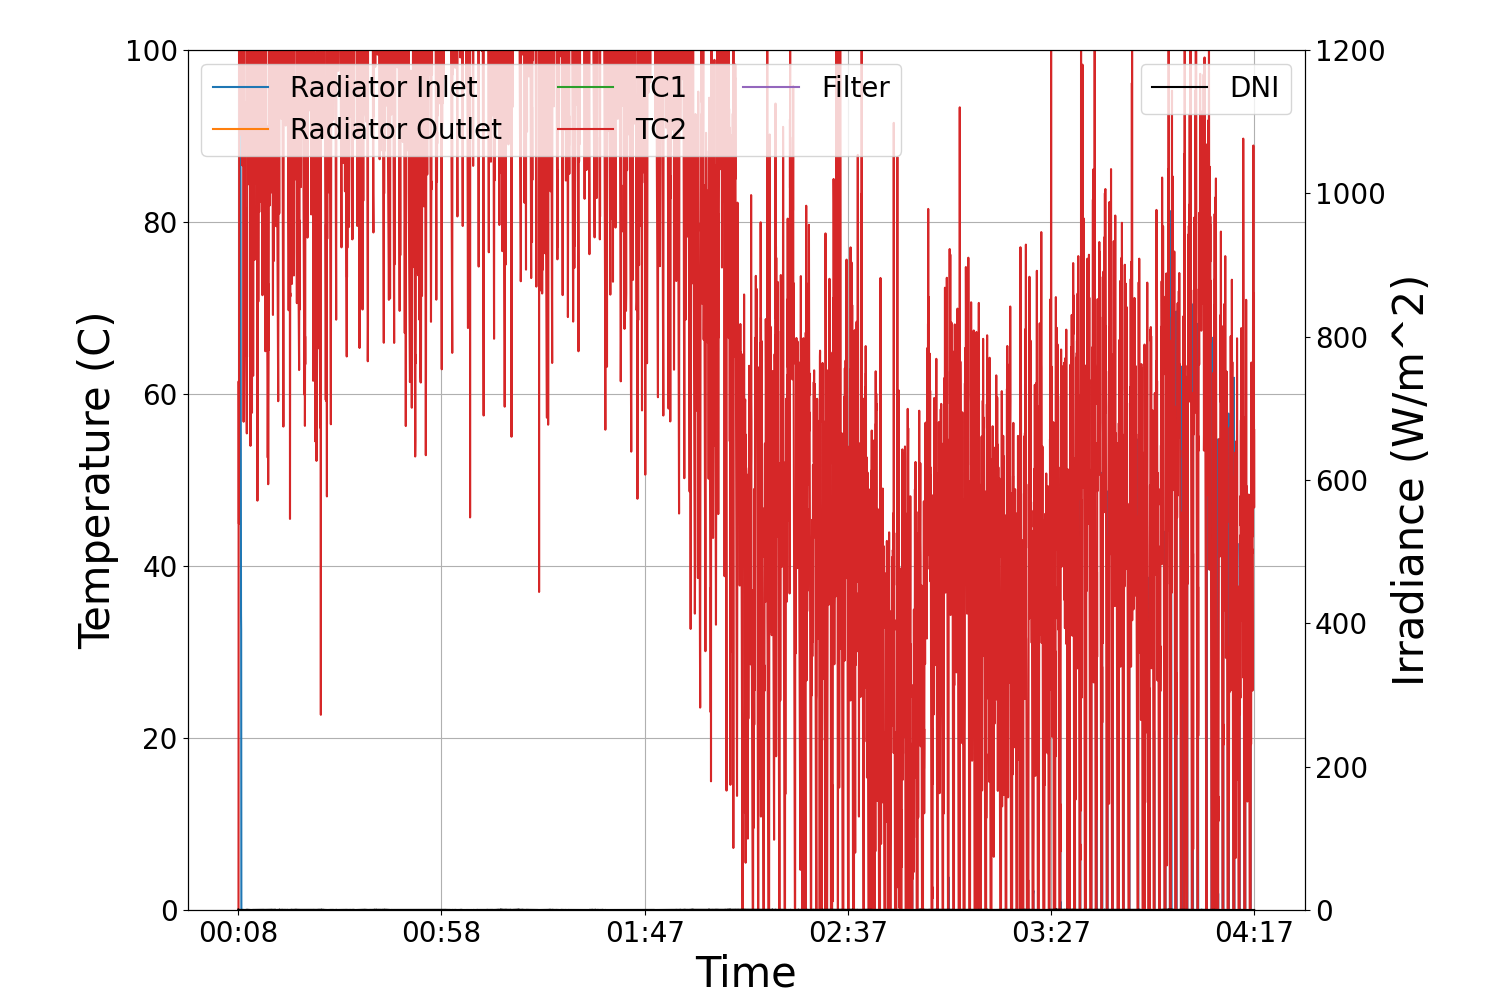 Radiator Inlet
Radiator Outlet
TC1
TC2
Filter
DNI
Temperature (C)
100
80
60
40
20
0
Irradiance (W/m^2)
1200
1000
800
600
400
200
0
00:08 00:58 01:47 02:37 03:27 04:17
Time